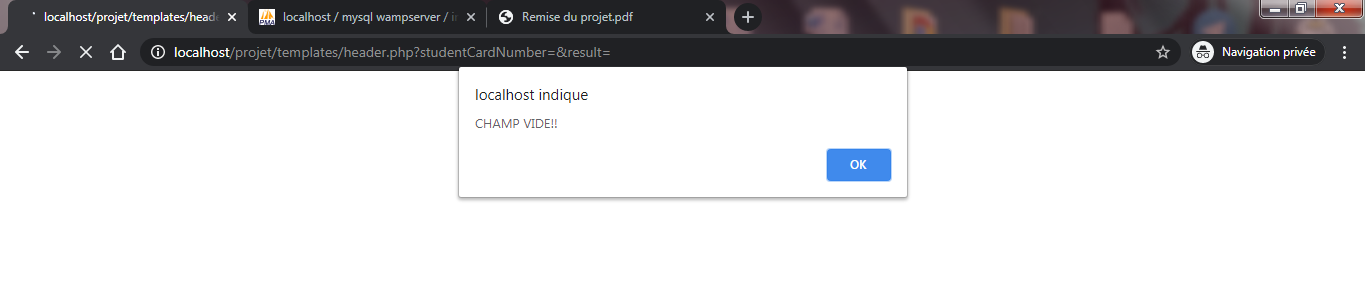 localhost/projet/templates/heade
localhost / mysql wampserver / in
Remise du projet.pdf
localhost/projet/templates/header.php?studentCardNumber=&result=
Navigation privée
localhost indique
CHAMP VIDE!!
OK